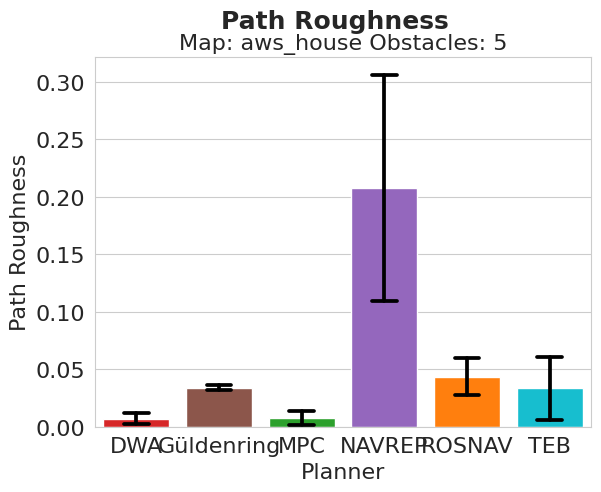 Path Roughness
Map: aws_house Obstacles: 5
Path Roughness
0.30
0.25
0.20
0.15
0.10
0.05
0.00
DWA Güldenring MPC NAVREP ROSNAV TEB
Planner